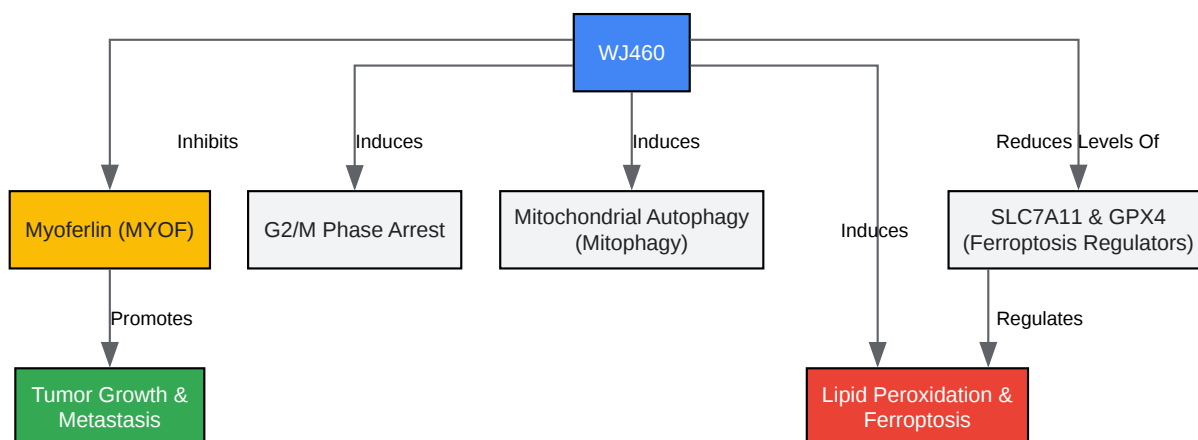 WJ460
Inhibits
Induces
Induces
Reduces Levels Of
Myoferlin (MYOF)
G2/M Phase Arrest
Mitochondrial Autophagy
(Mitophagy)
SLC7A11 & GPX4
(Ferroptosis Regulators)
Induces
Promotes
Regulates
Tumor Growth &
Metastasis
Lipid Peroxidation &
Ferroptosis